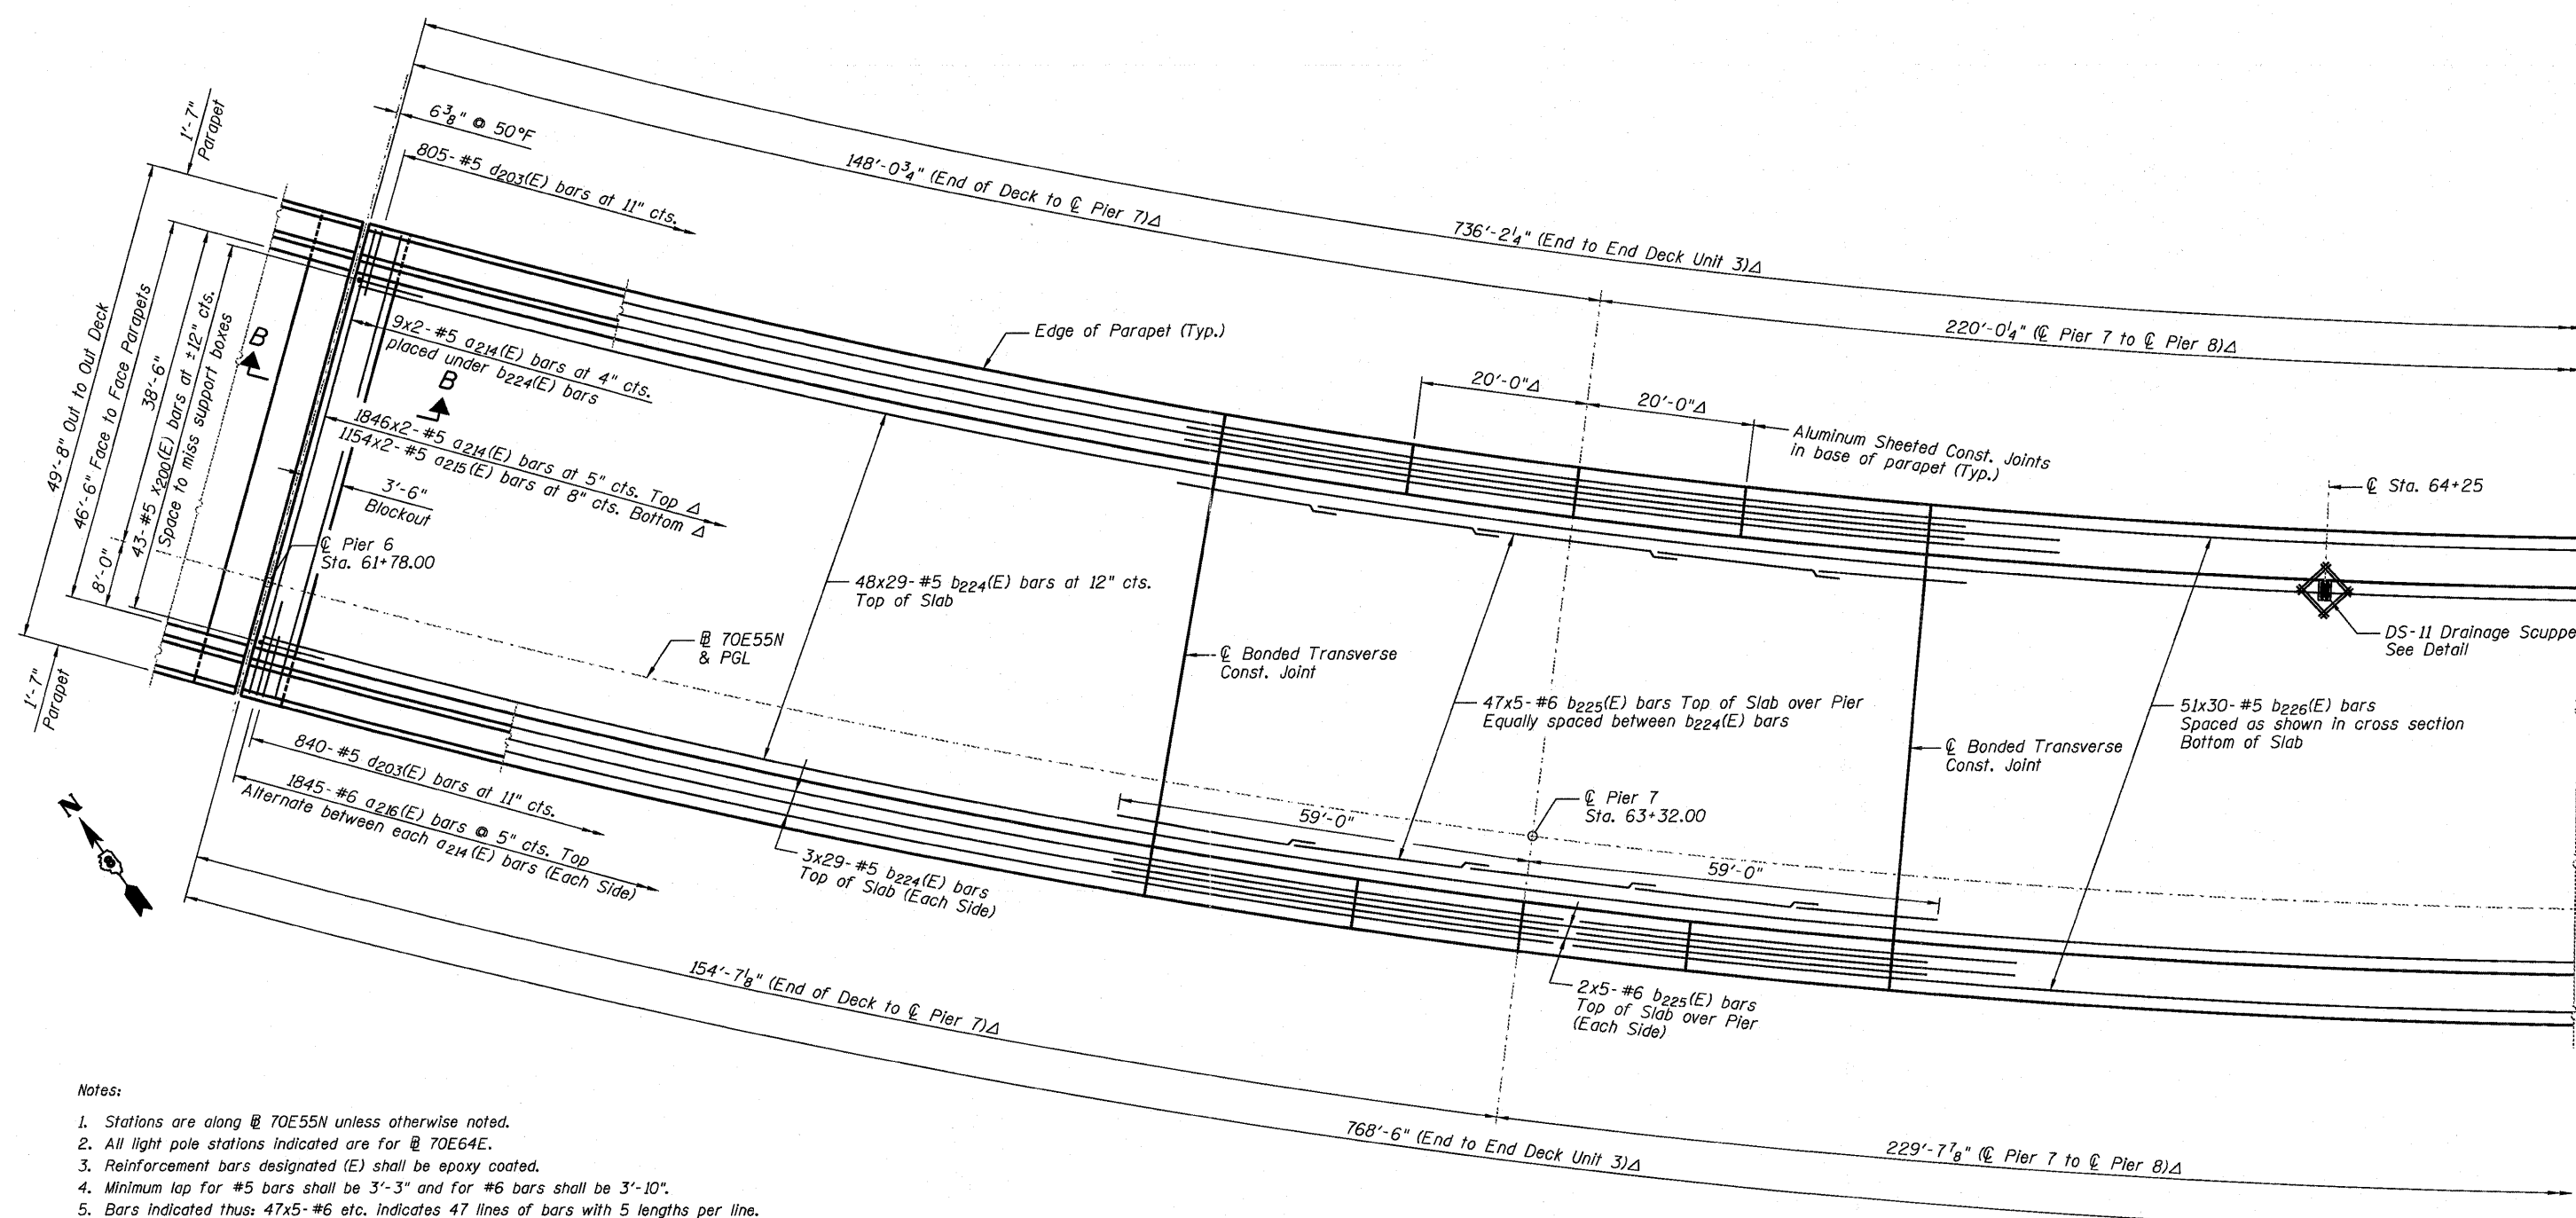 736'-2 1/4" (End to End Deck Unit 3)Δ
148'-0 3/4" (End of Deck to ℄ Pier 7)Δ
220'-0 1/4" (℄ Pier 7 to ℄ Pier 8)Δ
6 3/8" @ 50°F
805-#5 d203(E) bars at 11" cts.
1'-7"
Parapet
49'-8" Out to Out Deck
46'-6" Face to Face Parapets
38'-6"
8'-0"
43-#5 x200(E) bars at ±12" cts.
Space to miss support boxes
B
B
9x2-#5 a214(E) bars at 4" cts.
placed under b224(E) bars
1846x2-#5 a214(E) bars at 5" cts. Top Δ
1154x2-#5 a215(E) bars at 8" cts. Bottom Δ
3'-6"
Blockout
℄ Pier 6
Sta. 61+78.00
Edge of Parapet (Typ.)
20'-0"Δ
20'-0"Δ
Aluminum Sheeted Const. Joints
in base of parapet (Typ.)
℄ Sta. 64+25
DS-11 Drainage Scuppe
See Detail
48x29-#5 b224(E) bars at 12" cts.
Top of Slab
B 70E55N
& PGL
℄ Bonded Transverse
Const. Joint
47x5-#6 b225(E) bars Top of Slab over Pier
Equally spaced between b224(E) bars
℄ Bonded Transverse
Const. Joint
51x30-#5 b226(E) bars
Spaced as shown in cross section
Bottom of Slab
1'-7"
Parapet
840-#5 d203(E) bars at 11" cts.
1845-#6 a216(E) bars @ 5" cts. Top
Alternate between each a214(E) bars (Each Side)
N
3x29-#5 b224(E) bars
Top of Slab (Each Side)
59'-0"
℄ Pier 7
Sta. 63+32.00
59'-0"
2x5-#6 b225(E) bars
Top of Slab over Pier
(Each Side)
154'-7 1/8" (End of Deck to ℄ Pier 7)Δ
768'-6" (End to End Deck Unit 3)Δ
229'-7 7/8" (℄ Pier 7 to ℄ Pier 8)Δ
Notes:
1. Stations are along B 70E55N unless otherwise noted.
2. All light pole stations indicated are for B 70E64E.
3. Reinforcement bars designated (E) shall be epoxy coated.
4. Minimum lap for #5 bars shall be 3'-3" and for #6 bars shall be 3'-10".
5. Bars indicated thus: 47x5-#6 etc. indicates 47 lines of bars with 5 lengths per line.